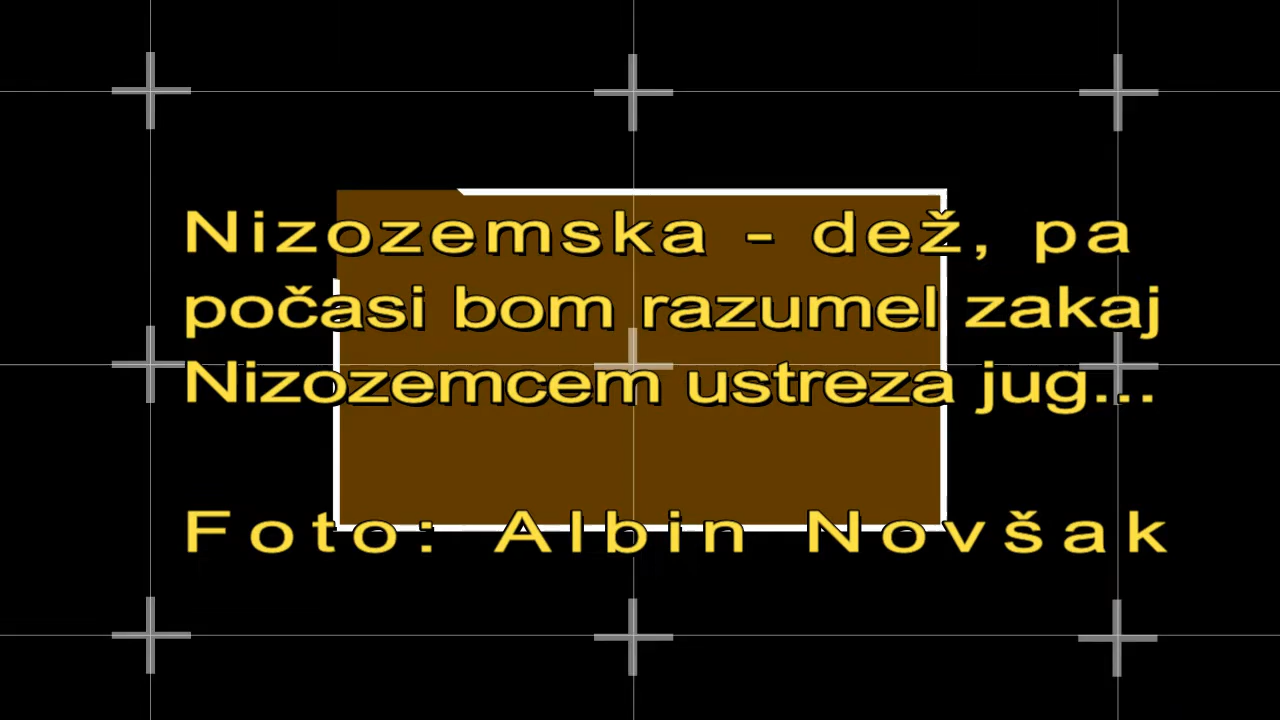 Nizozemska - dež, pa
počasi bom razumel zakaj
Nizozemcem ustreza jug...
Foto: Albin Novšak